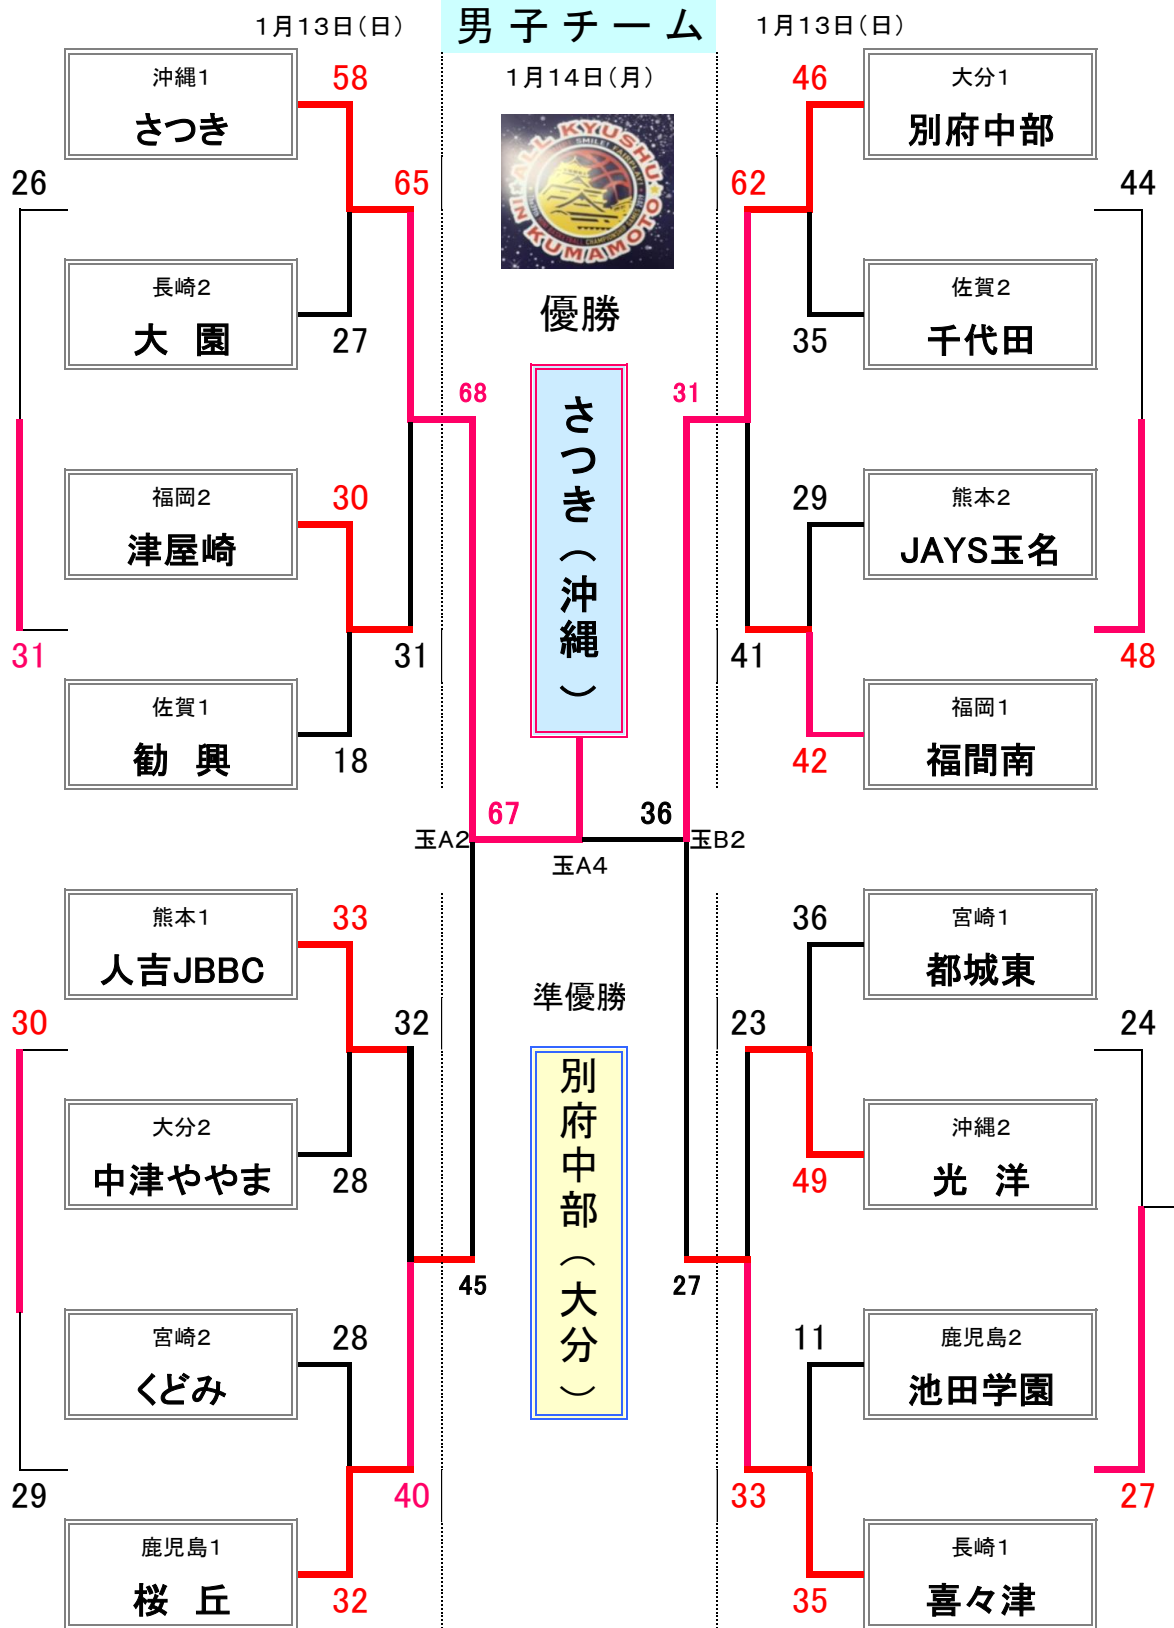 男子チーム
1月13日(日)
1月13日(日)
1月14日(月)
沖縄1
さつき
58
46
大分1
別府中部
ALL KYUSHU
IN KUMAMOTO
26
65
62
44
長崎2
大 園
27
優勝
35
佐賀2
千代田
68
31
さつき(沖縄)
福岡2
津屋崎
30
29
熊本2
JAYS玉名
31
31
41
48
佐賀1
勧 興
18
42
福岡1
福間南
67
36
玉A2
玉B2
玉A4
熊本1
人吉JBBC
33
36
宮崎1
都城東
準優勝
30
32
23
24
別府中部(大分)
大分2
中津ややま
28
49
沖縄2
光 洋
45
27
宮崎2
くどみ
28
11
鹿児島2
池田学園
29
40
33
27
鹿児島1
桜 丘
32
35
長崎1
喜々津